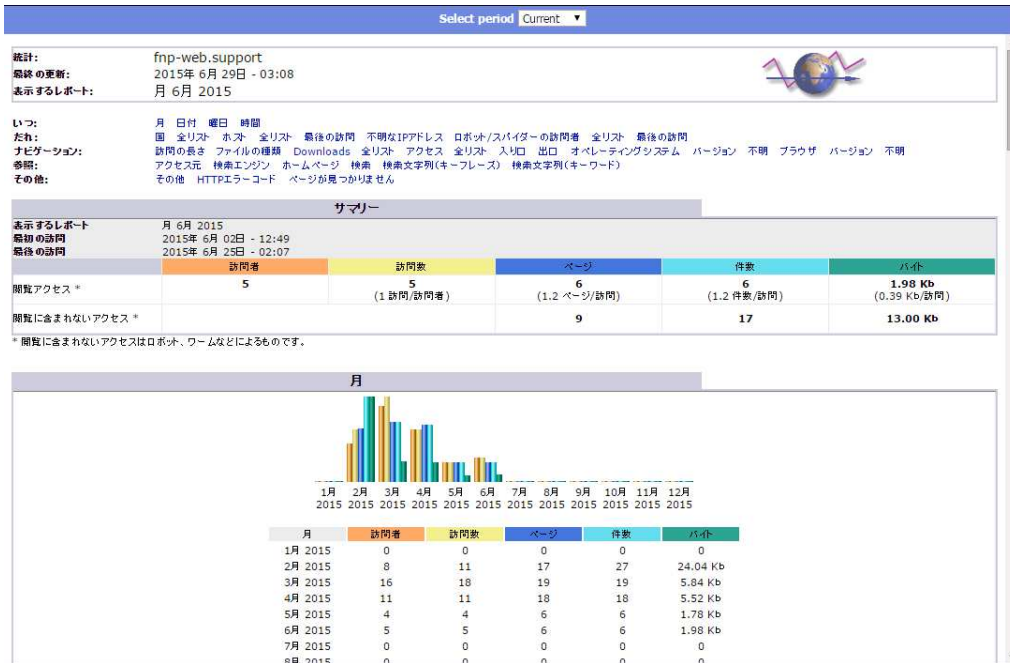 Select period Current
統計: fnp-web.support
最終の更新: 2015年 6月 29日 - 03:08
表示するレポート: 月 6月 2015
いつ: 月 日付 曜日 時間
だれ: 国 全リスト ホスト 全リスト 最後の訪問 不明なIPアドレス ロボット/スパイダーの訪問者 全リスト 最後の訪問
ナビゲーション: 訪問の長さ ファイルの種類 Downloads 全リスト アクセス 全リスト 入り口 出口 オペレーティングシステム バージョン 不明 ブラウザ バージョン 不明
参照: アクセス元 検索エンジン ホームページ 検索 検索文字列(キーフレーズ) 検索文字列(キーワード)
その他: その他 HTTPエラーコード ページが見つかりません
サマリー
表示するレポート 月 6月 2015
最初の訪問 2015年 6月 02日 - 12:49
最後の訪問 2015年 6月 25日 - 02:07
訪問者 訪問数 ページ 件数 バイト
閲覧アクセス * 5 5 6 6 1.98 Kb
(1 訪問/訪問者) (1.2 ページ/訪問) (1.2 件数/訪問) (0.39 Kb/訪問)
閲覧に含まれないアクセス * 9 17 13.00 Kb
* 閲覧に含まれないアクセスはロボット、ワームなどによるものです。
月
1月 2月 3月 4月 5月 6月 7月 8月 9月 10月 11月 12月
2015 2015 2015 2015 2015 2015 2015 2015 2015 2015 2015 2015
月 訪問者 訪問数 ページ 件数 バイト
1月 2015 0 0 0 0 0
2月 2015 8 11 17 27 24.04 Kb
3月 2015 16 18 19 19 5.84 Kb
4月 2015 11 11 18 18 5.52 Kb
5月 2015 4 4 6 6 1.78 Kb
6月 2015 5 5 6 6 1.98 Kb
7月 2015 0 0 0 0 0
8月 2015 0 0 0 0 0